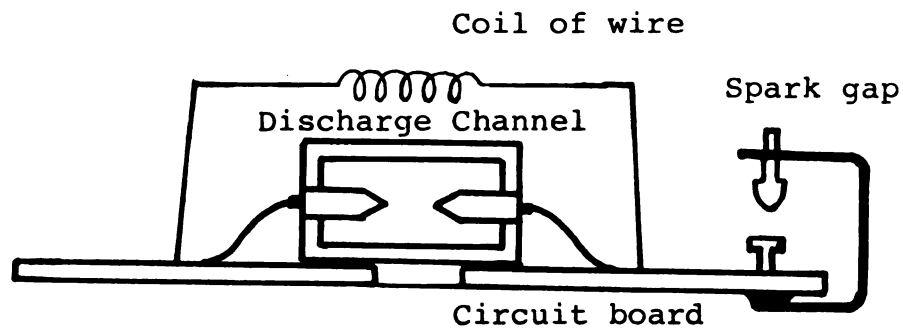 Coil of wire
Spark gap
Discharge Channel
Circuit board